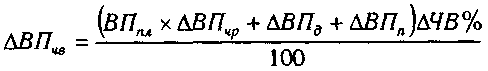 ΔВП_чв = (ВП_пл × ΔВП_чр + ΔВП_д + ΔВП_п)ΔЧВ% / 100